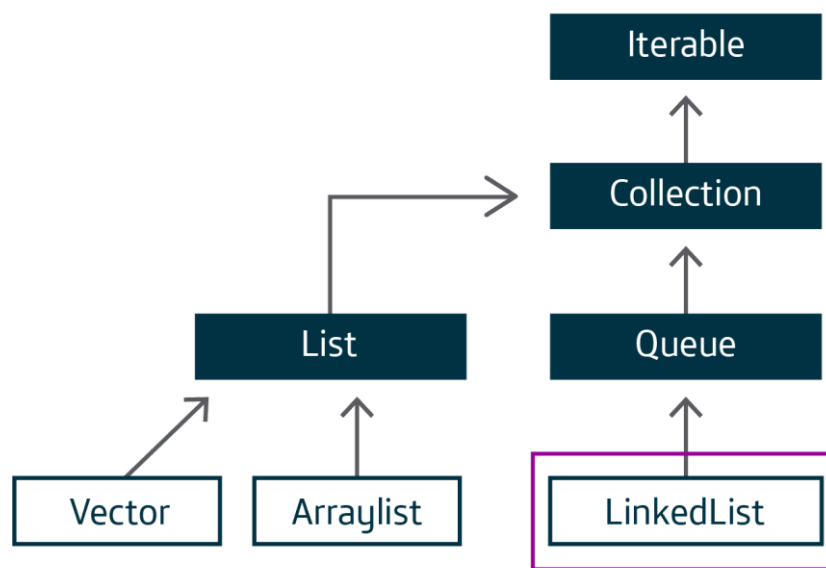 Iterable
Collection
List
Queue
Vector
Arraylist
LinkedList